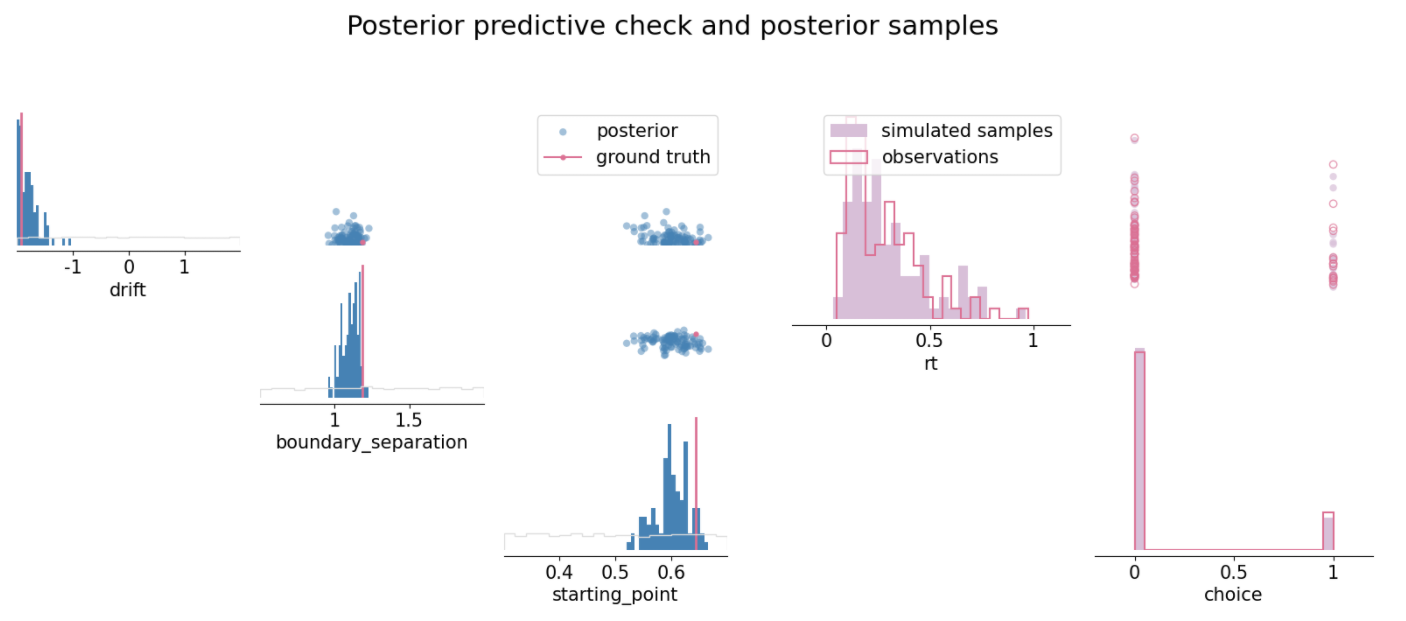 Posterior predictive check and posterior samples
posterior
ground truth
simulated samples
observations
-1 0 1
drift
1 1.5
boundary_separation
0.4 0.5 0.6
starting_point
0 0.5 1
rt
0 0.5 1
choice